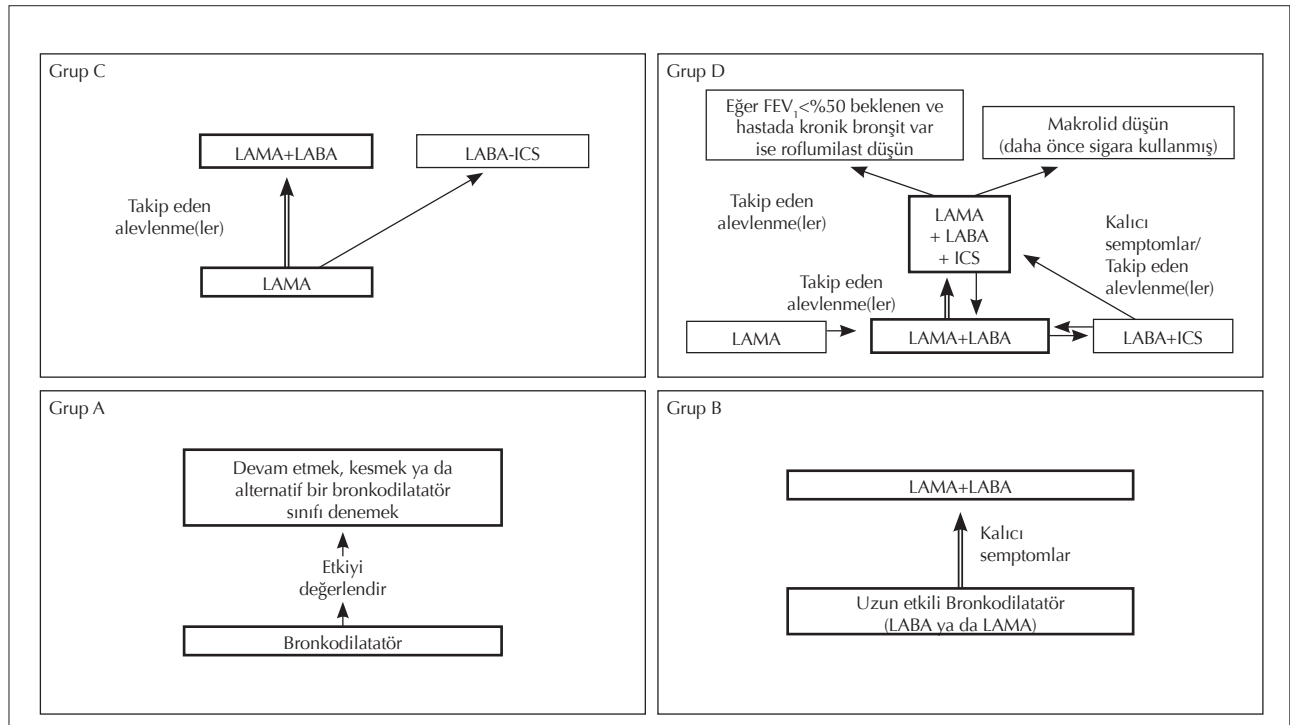 Grup C
LAMA+LABA
LABA-ICS
Takip eden
alevlenme(ler)
LAMA
Grup D
Eğer FEV₁<%50 beklenen ve
hastada kronik bronşit var
ise roflumilast düşün
Makrolid düşün
(daha önce sigara kullanmış)
Takip eden
alevlenme(ler)
LAMA
+ LABA
+ ICS
Kalıcı
semptomlar/
Takip eden
alevlenme(ler)
Takip eden
alevlenme(ler)
LAMA
LAMA+LABA
LABA+ICS
Grup A
Devam etmek, kesmek ya da
alternatif bir bronkodilatatör
sınıfı denemek
Etkiyi
değerlendir
Bronkodilatatör
Grup B
LAMA+LABA
Kalıcı
semptomlar
Uzun etkili Bronkodilatatör
(LABA ya da LAMA)